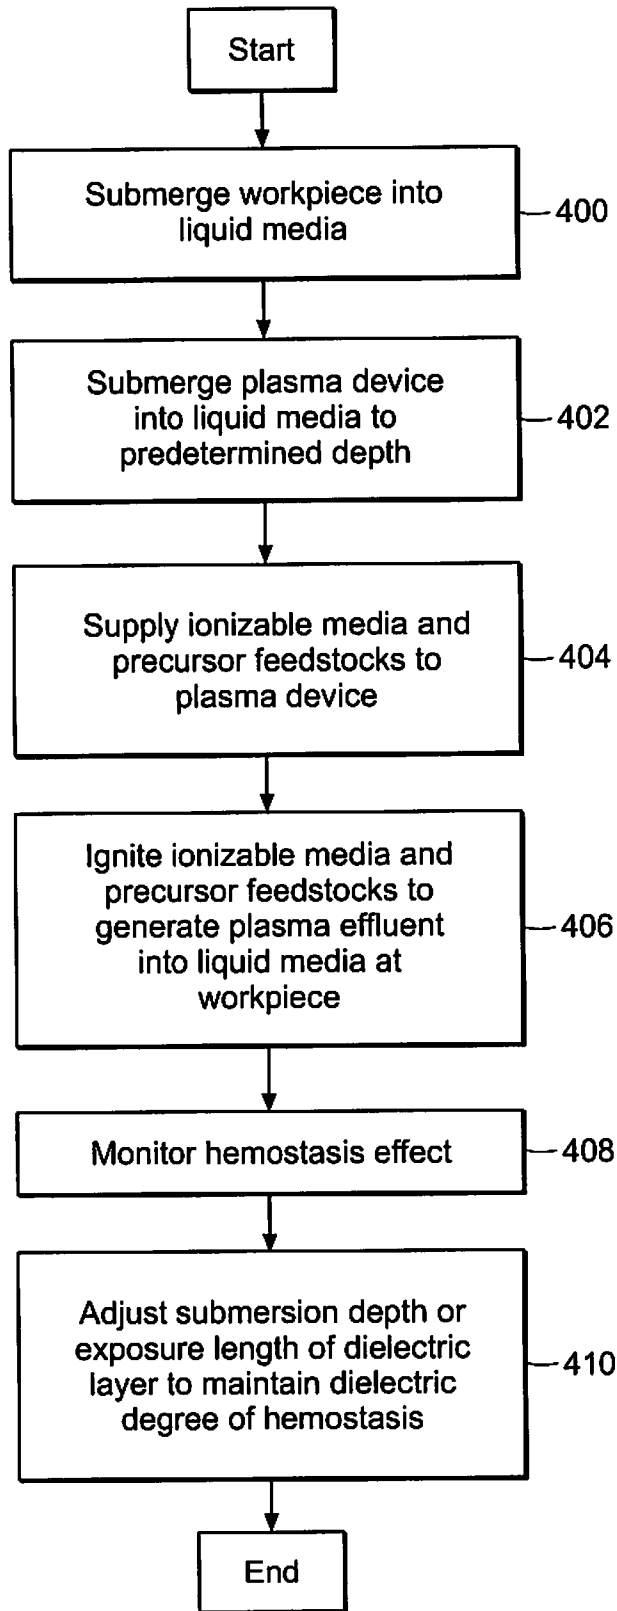 Start
Submerge workpiece into
liquid media
400
Submerge plasma device
into liquid media to
predetermined depth
402
Supply ionizable media and
precursor feedstocks to
plasma device
404
Ignite ionizable media and
precursor feedstocks to
generate plasma effluent
into liquid media at
workpiece
406
Monitor hemostasis effect
408
Adjust submersion depth or
exposure length of dielectric
layer to maintain dielectric
degree of hemostasis
410
End